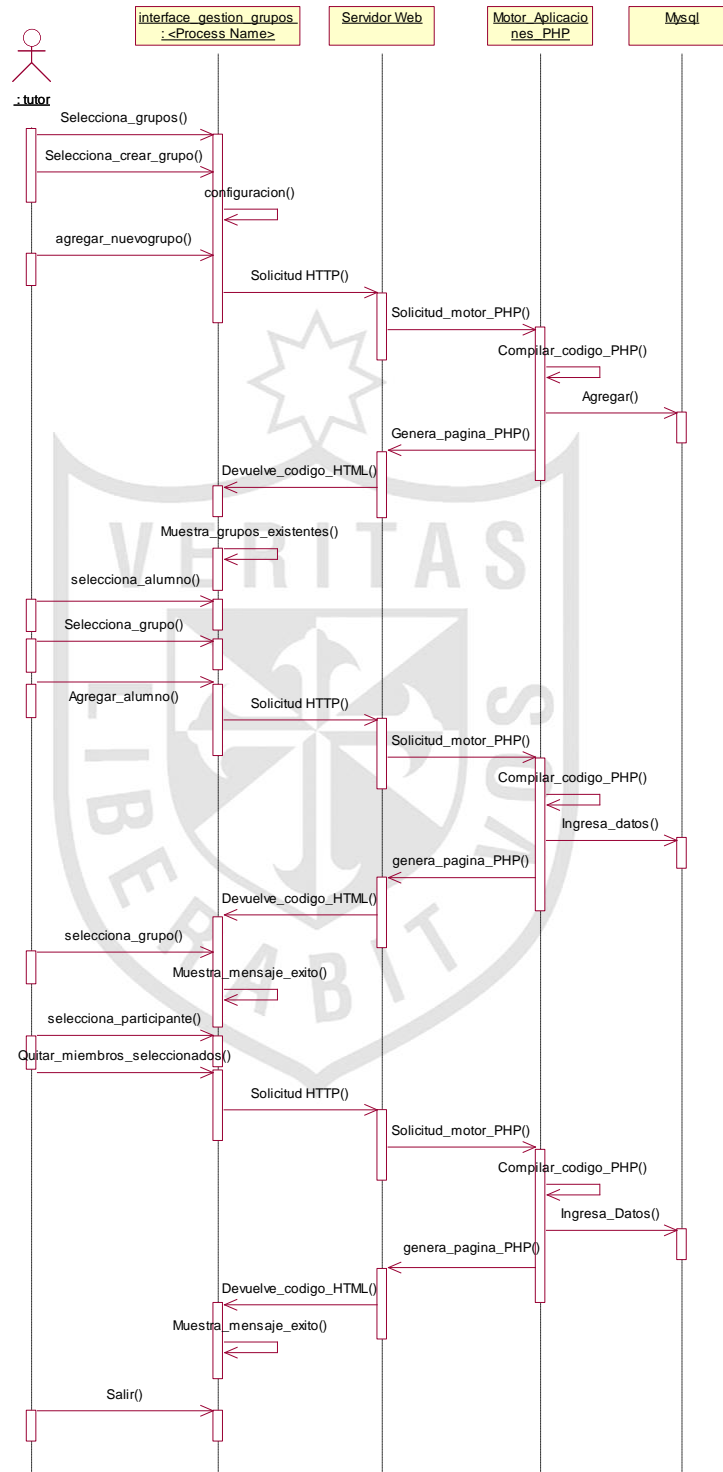 interface_gestion_grupos
: <Process Name>
Servidor Web
Motor_Aplicacio
nes_PHP
Mysql
: tutor
Selecciona_grupos()
Selecciona_crear_grupo()
configuracion()
agregar_nuevogrupo()
Solicitud HTTP()
Solicitud_motor_PHP()
Compilar_codigo_PHP()
Agregar()
Genera_pagina_PHP()
Devuelve_codigo_HTML()
Muestra_grupos_existentes()
selecciona_alumno()
Selecciona_grupo()
Agregar_alumno()
Solicitud HTTP()
Solicitud_motor_PHP()
Compilar_codigo_PHP()
Ingresa_datos()
genera_pagina_PHP()
Devuelve_codigo_HTML()
selecciona_grupo()
Muestra_mensaje_exito()
selecciona_participante()
Quitar_miembros_seleccionados()
Solicitud HTTP()
Solicitud_motor_PHP()
Compilar_codigo_PHP()
Ingresa_Datos()
genera_pagina_PHP()
Devuelve_codigo_HTML()
Muestra_mensaje_exito()
Salir()
VERITAS
LIBERABIT VOS